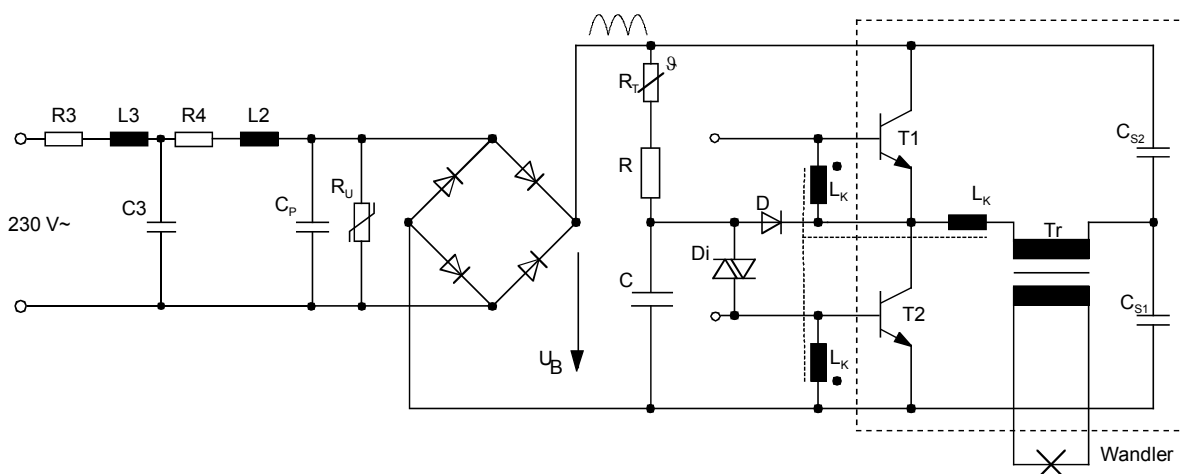 R3
L3
R4
L2
R_T
ϑ
R
T1
C_S2
230 V~
C3
C_P
R_U
L_K
D
L_K
Tr
Di
C
T2
C_S1
U_B
L_K
Wandler